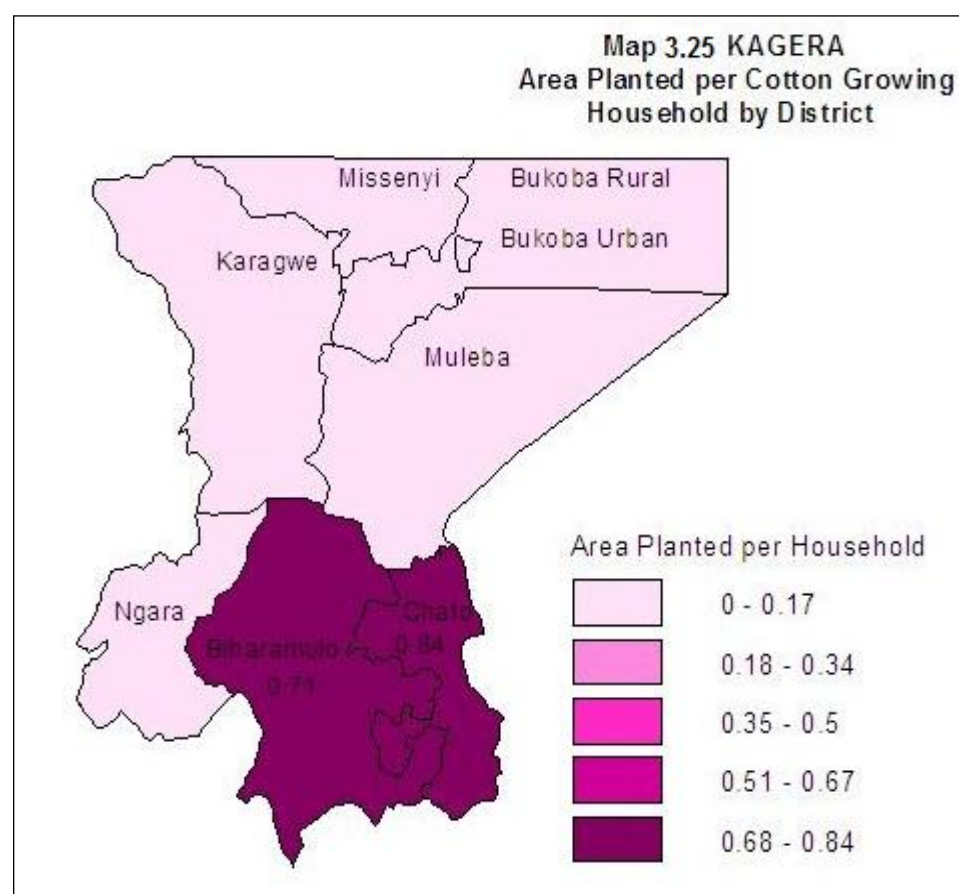 Map 3.25 KAGERA
Area Planted per Cotton Growing
Household by District
Missenyi
Bukoba Rural
Bukoba Urban
Karagwe
Muleba
Area Planted per Household
0 - 0.17
Ngara
Chato
0.84
Biharamulo
0.71
0.18 - 0.34
0.35 - 0.5
0.51 - 0.67
0.68 - 0.84